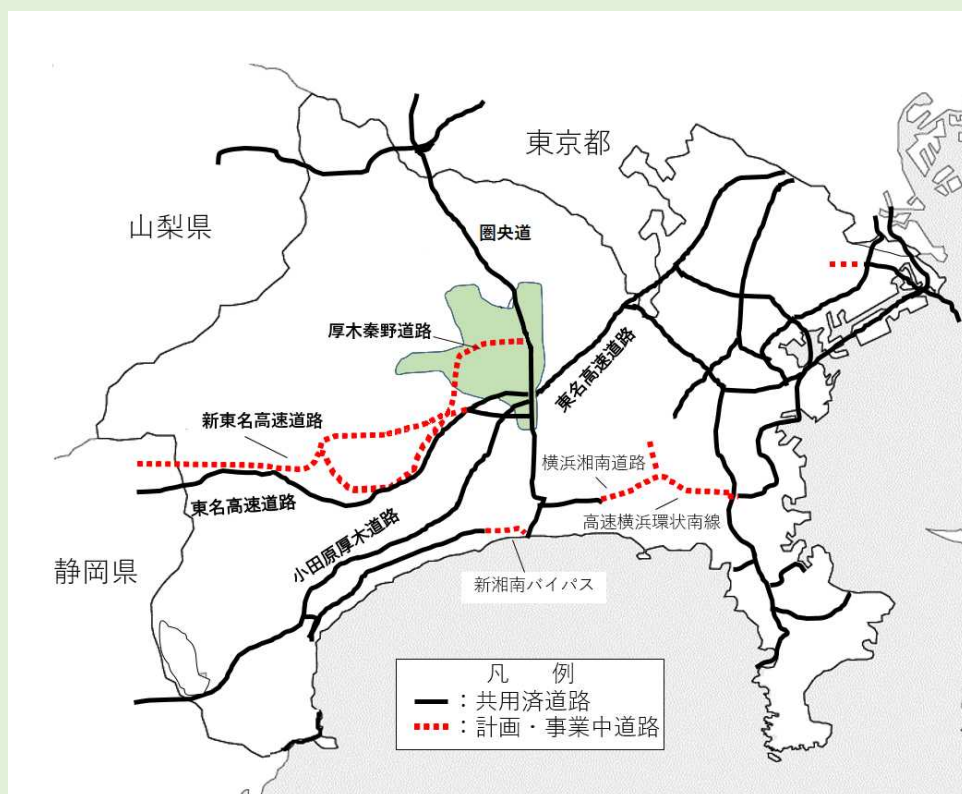 東京都
山梨県
圏央道
厚木秦野道路
東名高速道路
新東名高速道路
横浜湘南道路
東名高速道路
高速横浜環状南線
小田原厚木道路
静岡県
新湘南バイパス
凡　例
：共用済道路
：計画・事業中道路